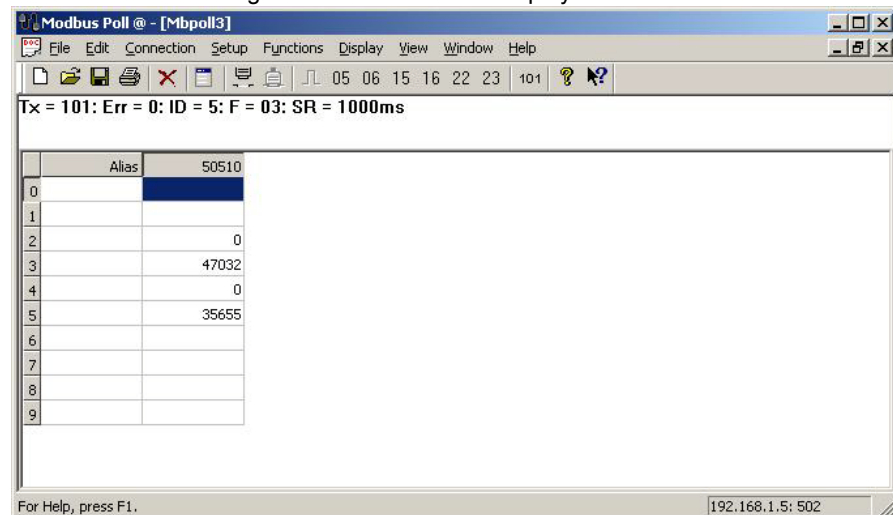 Modbus Poll @ - [Mbpoll3]
File Edit Connection Setup Functions Display View Window Help
05 06 15 16 22 23 101
Tx = 101: Err = 0: ID = 5: F = 03: SR = 1000ms
Alias 50510
0
1
2 0
3 47032
4 0
5 35655
6
7
8
9
For Help, press F1. 192.168.1.5: 502